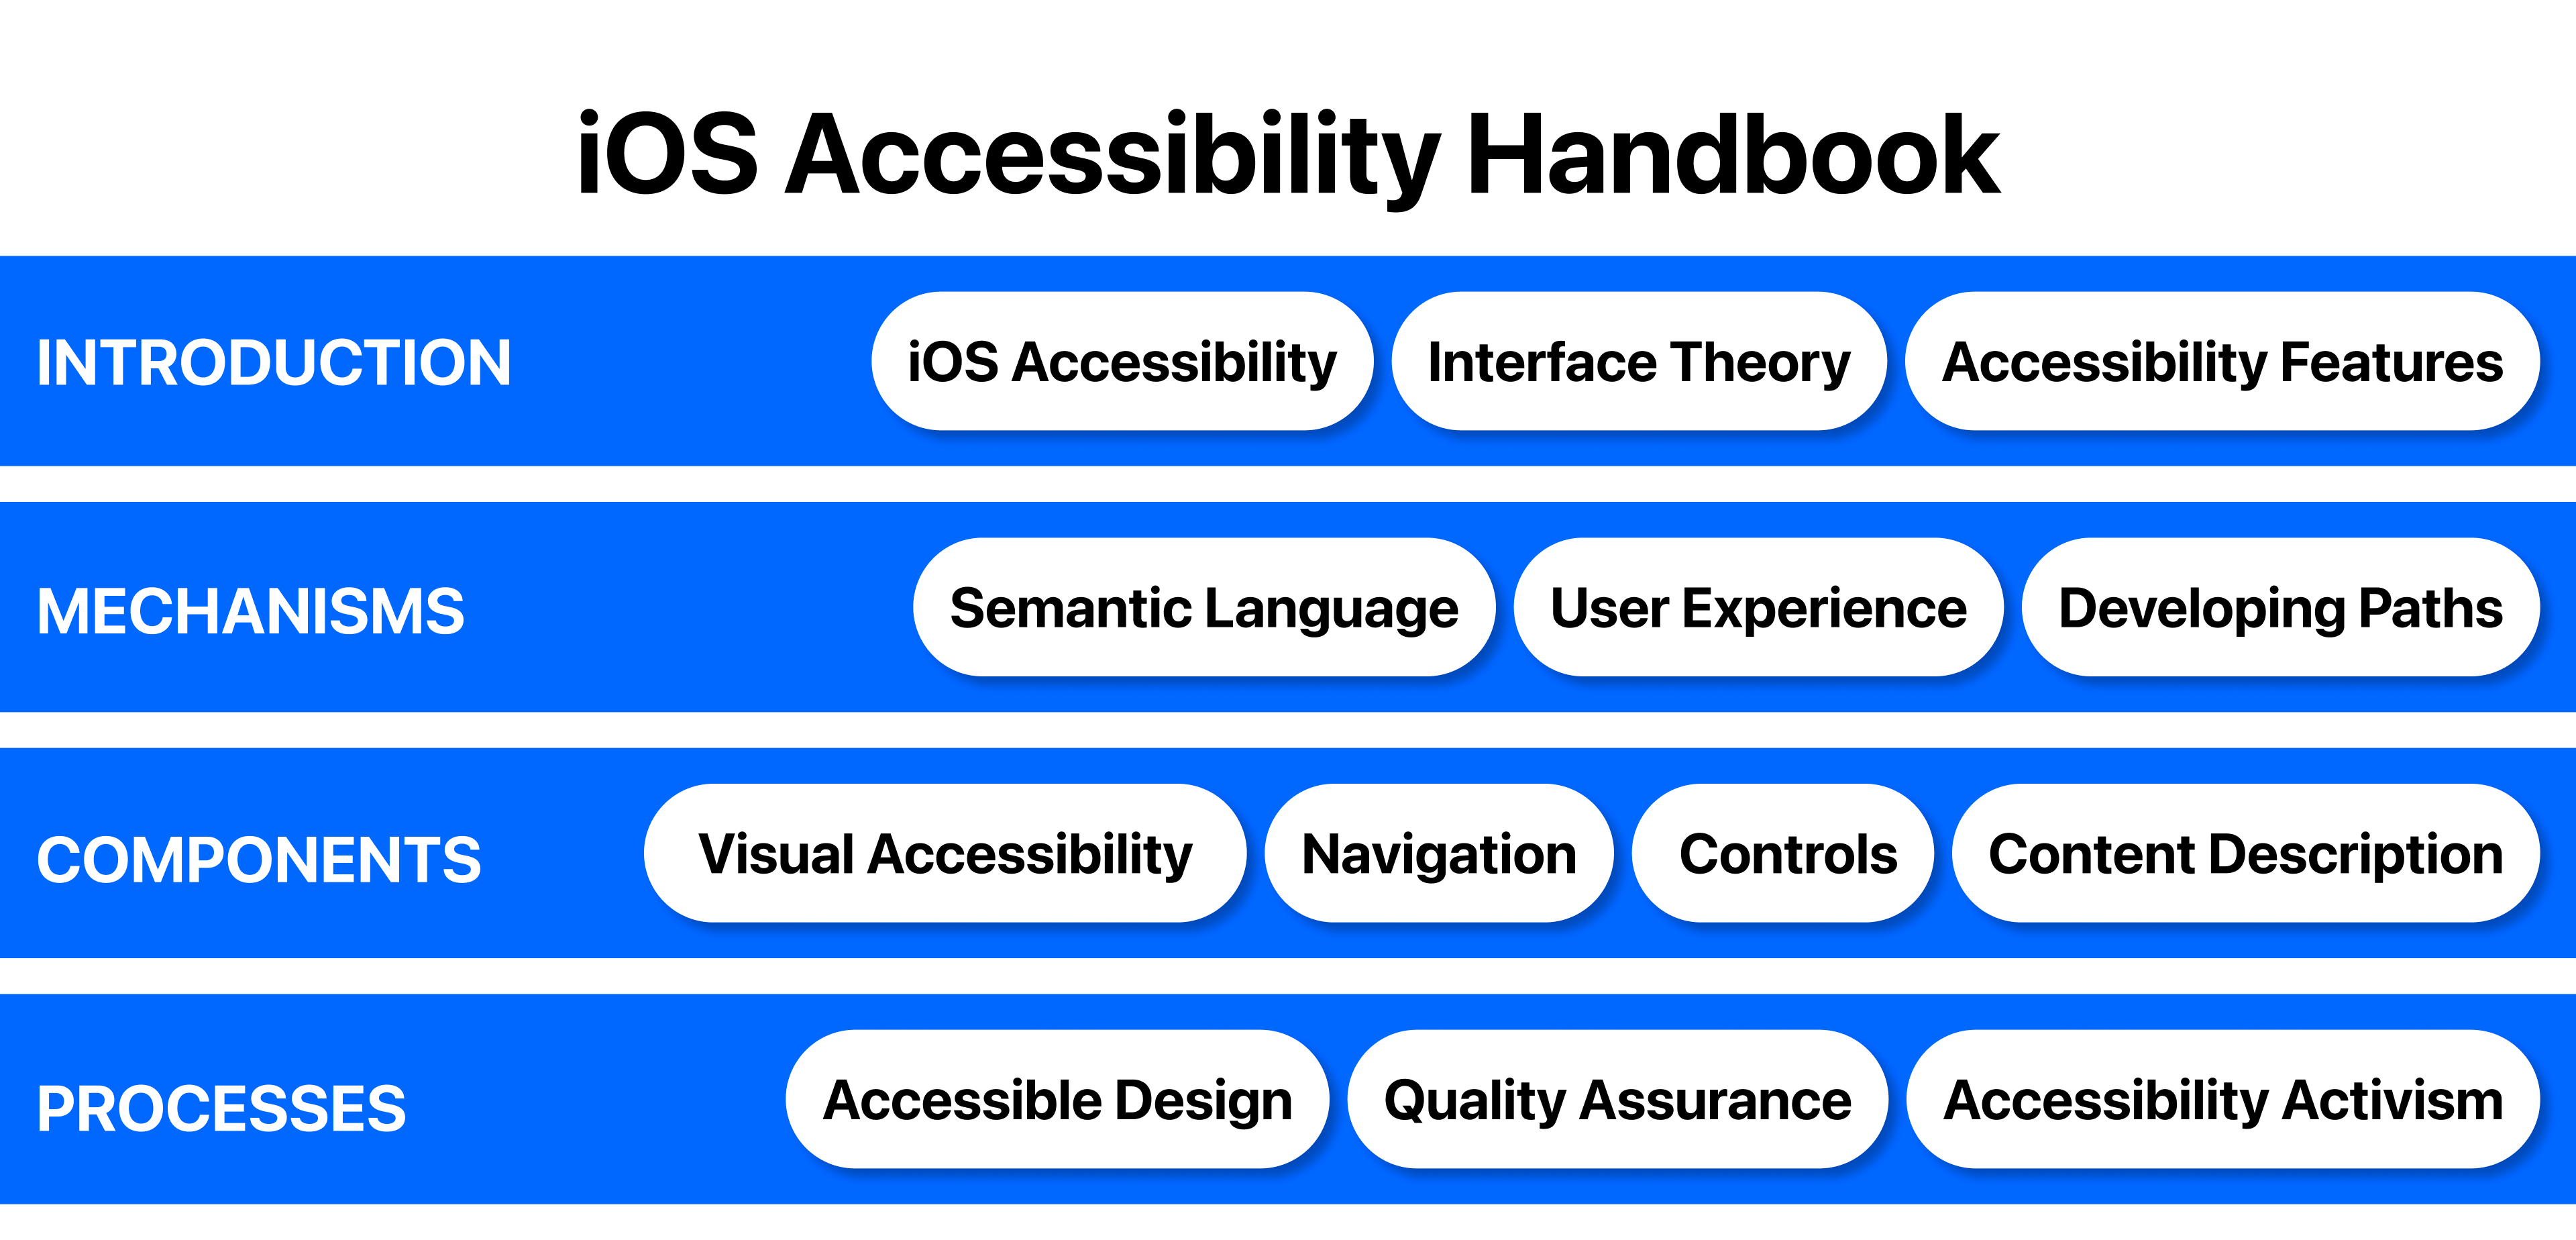 iOS Accessibility Handbook
INTRODUCTION
iOS Accessibility
Interface Theory
Accessibility Features
MECHANISMS
Semantic Language
User Experience
Developing Paths
COMPONENTS
Visual Accessibility
Navigation
Controls
Content Description
PROCESSES
Accessible Design
Quality Assurance
Accessibility Activism